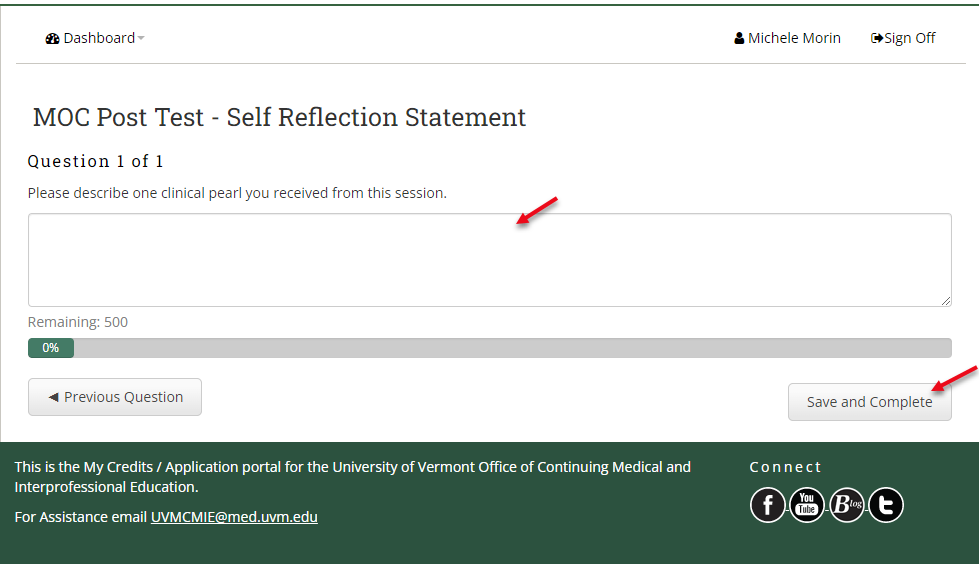 Dashboard
Michele Morin
Sign Off
MOC Post Test - Self Reflection Statement
Question 1 of 1
Please describe one clinical pearl you received from this session.
Remaining: 500
0%
◄ Previous Question
Save and Complete
This is the My Credits / Application portal for the University of Vermont Office of Continuing Medical and
Interprofessional Education.
For Assistance email UVMCMIE@med.uvm.edu
Connect
f
You Tube
Blog
t